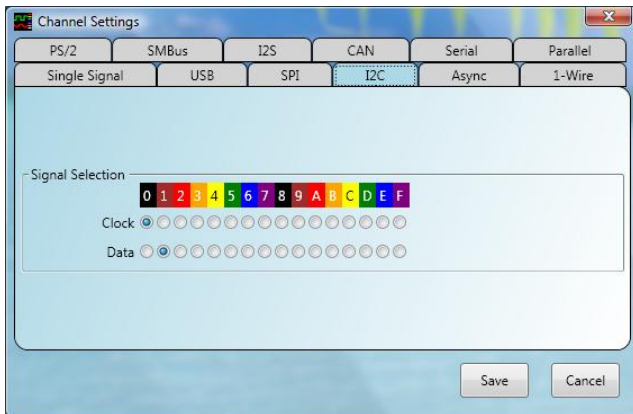 Channel Settings
PS/2 SMBus I2S CAN Serial Parallel
Single Signal USB SPI I2C Async 1-Wire
Signal Selection
0 1 2 3 4 5 6 7 8 9 A B C D E F
Clock
Data
Save Cancel